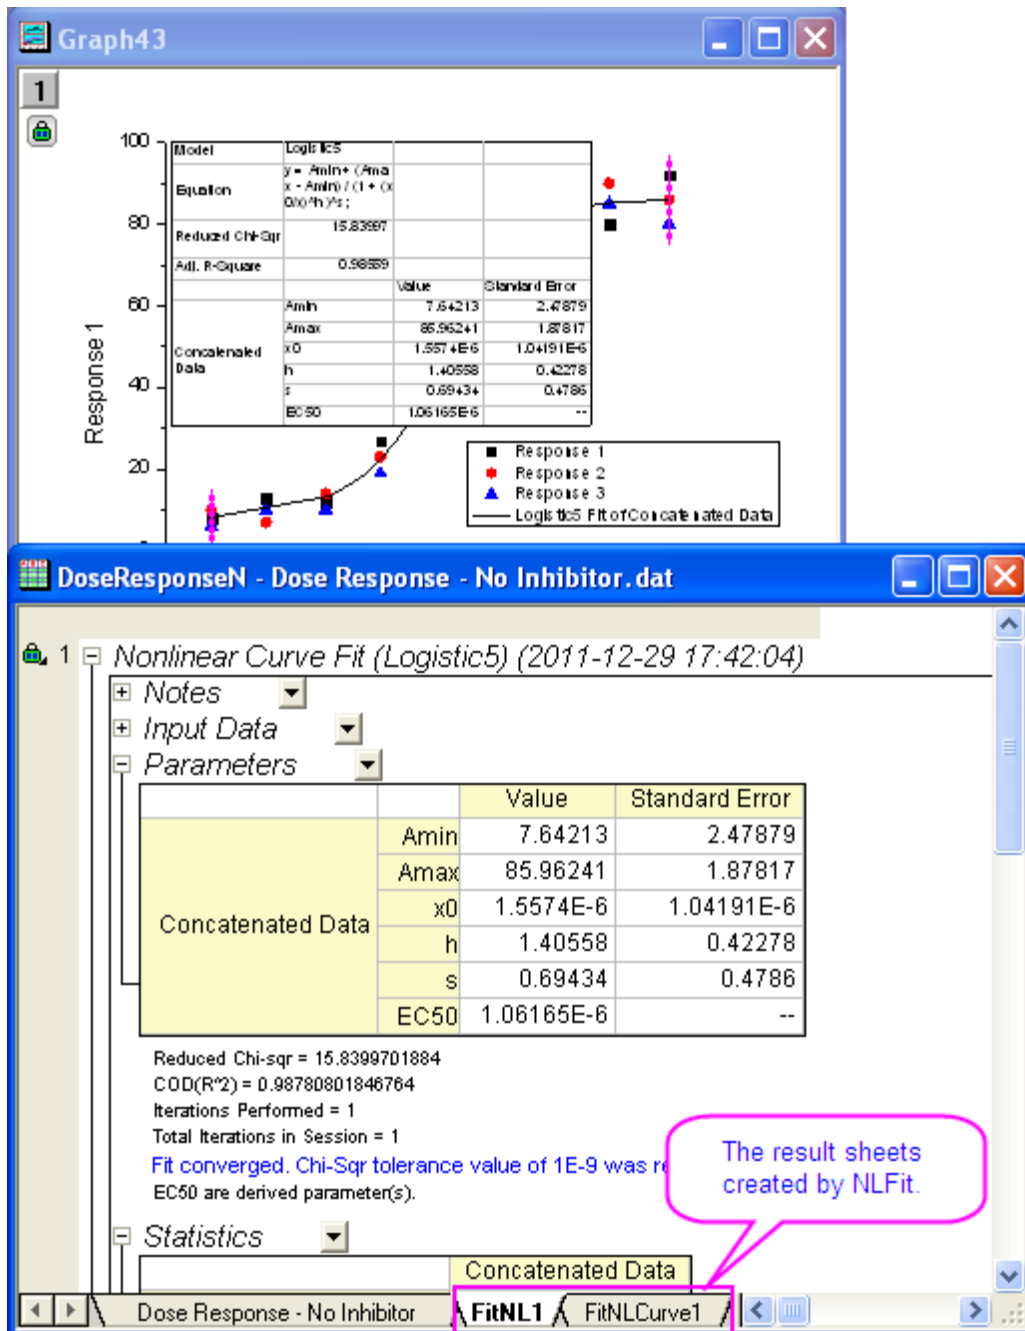 Graph43
1
100
80
60
40
20
Response 1
Model Logistic5
Equation y = Amin + (Ama
x - Amin) / (1 + (x
0/x)^h )^s ;
Reduced Chi-Sqr 15.83997
Adj. R-Square 0.98559
Value Standard Error
Concatenated Data
Amin 7.64213 2.47879
Amax 85.96241 1.87817
x0 1.5574E-6 1.04191E-6
h 1.40558 0.42278
s 0.69434 0.4786
EC50 1.06165E-6 --
Response 1
Response 2
Response 3
Logistic5 Fit of Concatenated Data
DoseResponseN - Dose Response - No Inhibitor.dat
1 Nonlinear Curve Fit (Logistic5) (2011-12-29 17:42:04)
Notes
Input Data
Parameters
Value Standard Error
Concatenated Data
Amin 7.64213 2.47879
Amax 85.96241 1.87817
x0 1.5574E-6 1.04191E-6
h 1.40558 0.42278
s 0.69434 0.4786
EC50 1.06165E-6 --
Reduced Chi-sqr = 15.8399701884
COD(R^2) = 0.98780801846764
Iterations Performed = 1
Total Iterations in Session = 1
Fit converged. Chi-Sqr tolerance value of 1E-9 was
EC50 are derived parameter(s).
The result sheets
created by NLFit.
Statistics
Concatenated Data
Dose Response - No Inhibitor FitNL1 FitNLCurve1